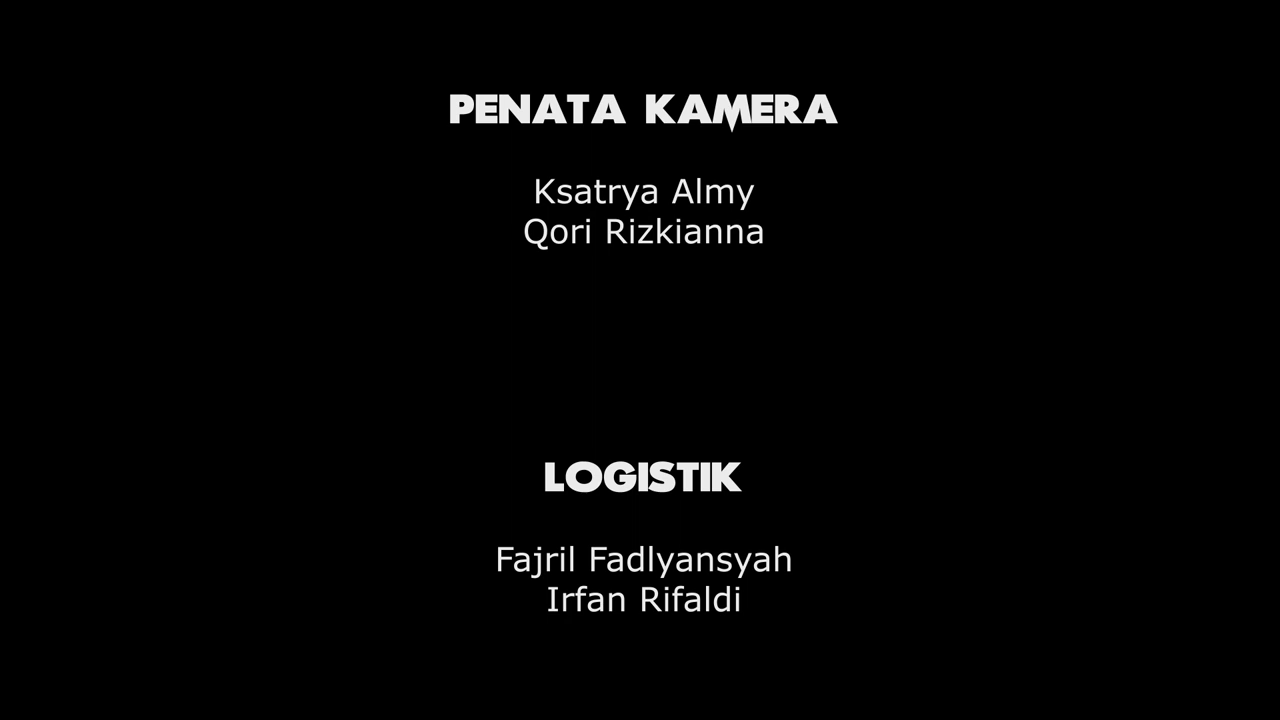 PENATA KAMERA
Ksatrya Almy
Qori Rizkianna
LOGISTIK
Fajril Fadlyansyah
Irfan Rifaldi